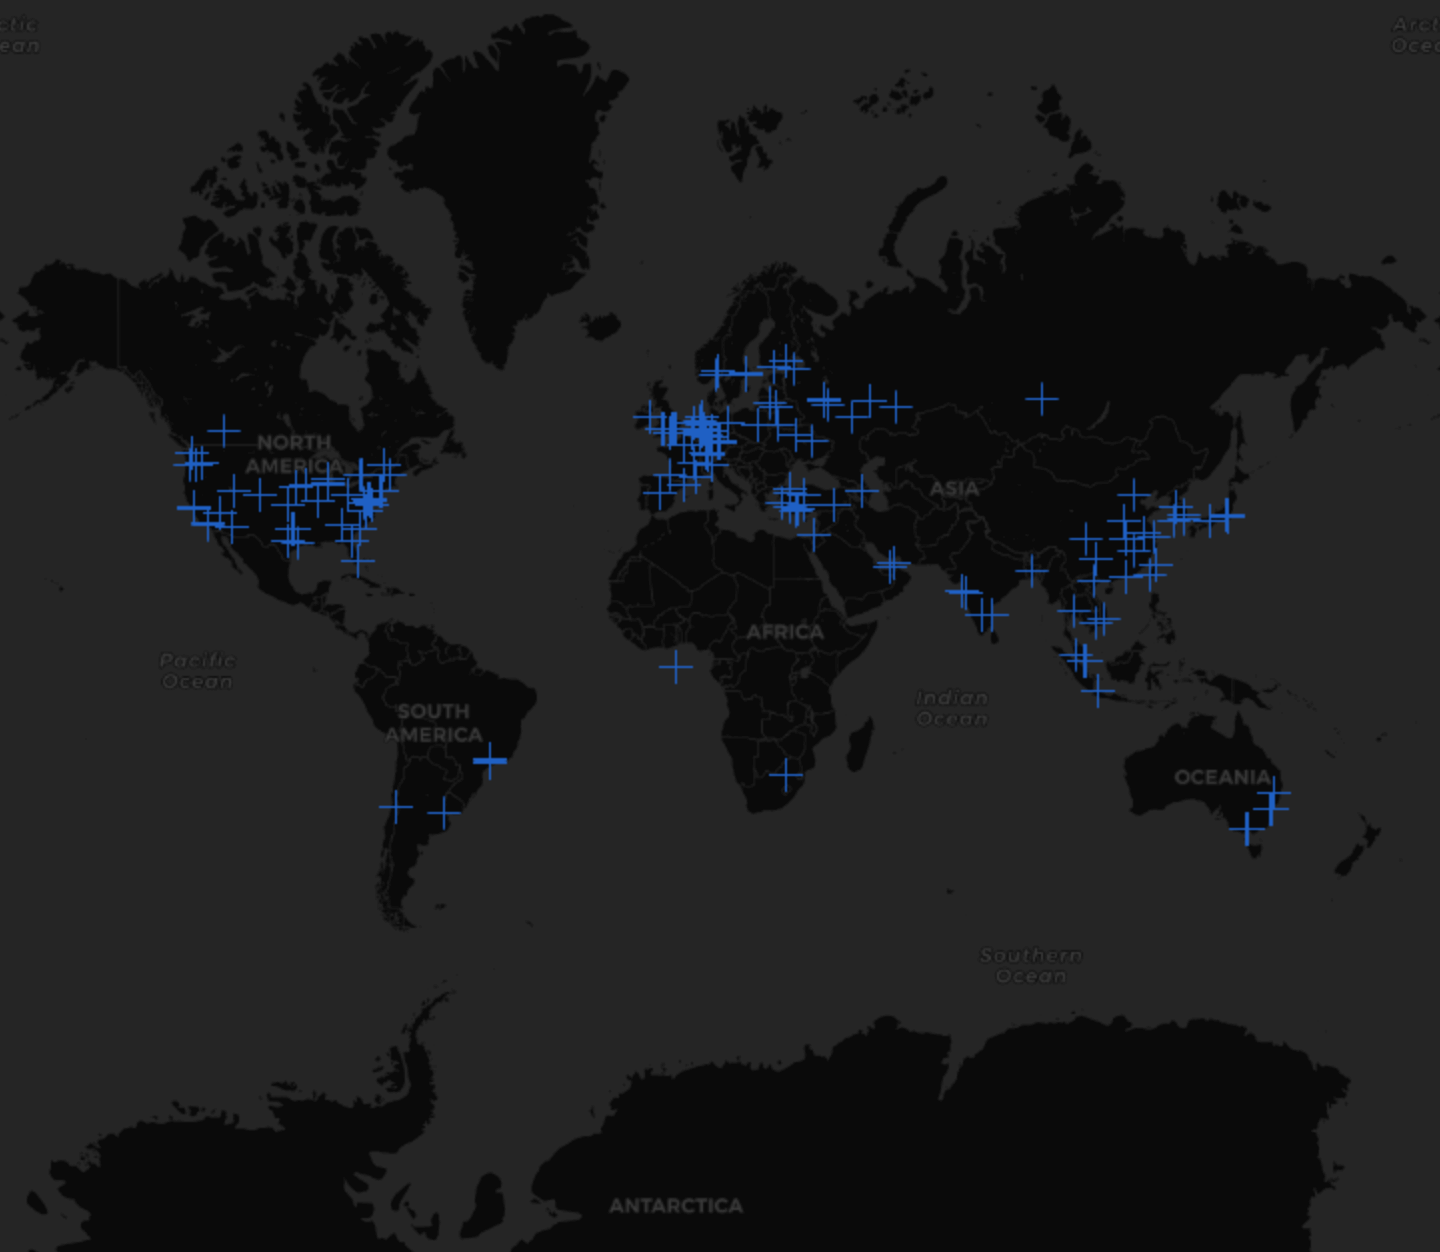 ctic
ean
Arct
Ocea
NORTH
AMERICA
ASIA
AFRICA
Pacific
Ocean
Indian
Ocean
SOUTH
AMERICA
OCEANIA
Southern
Ocean
ANTARCTICA